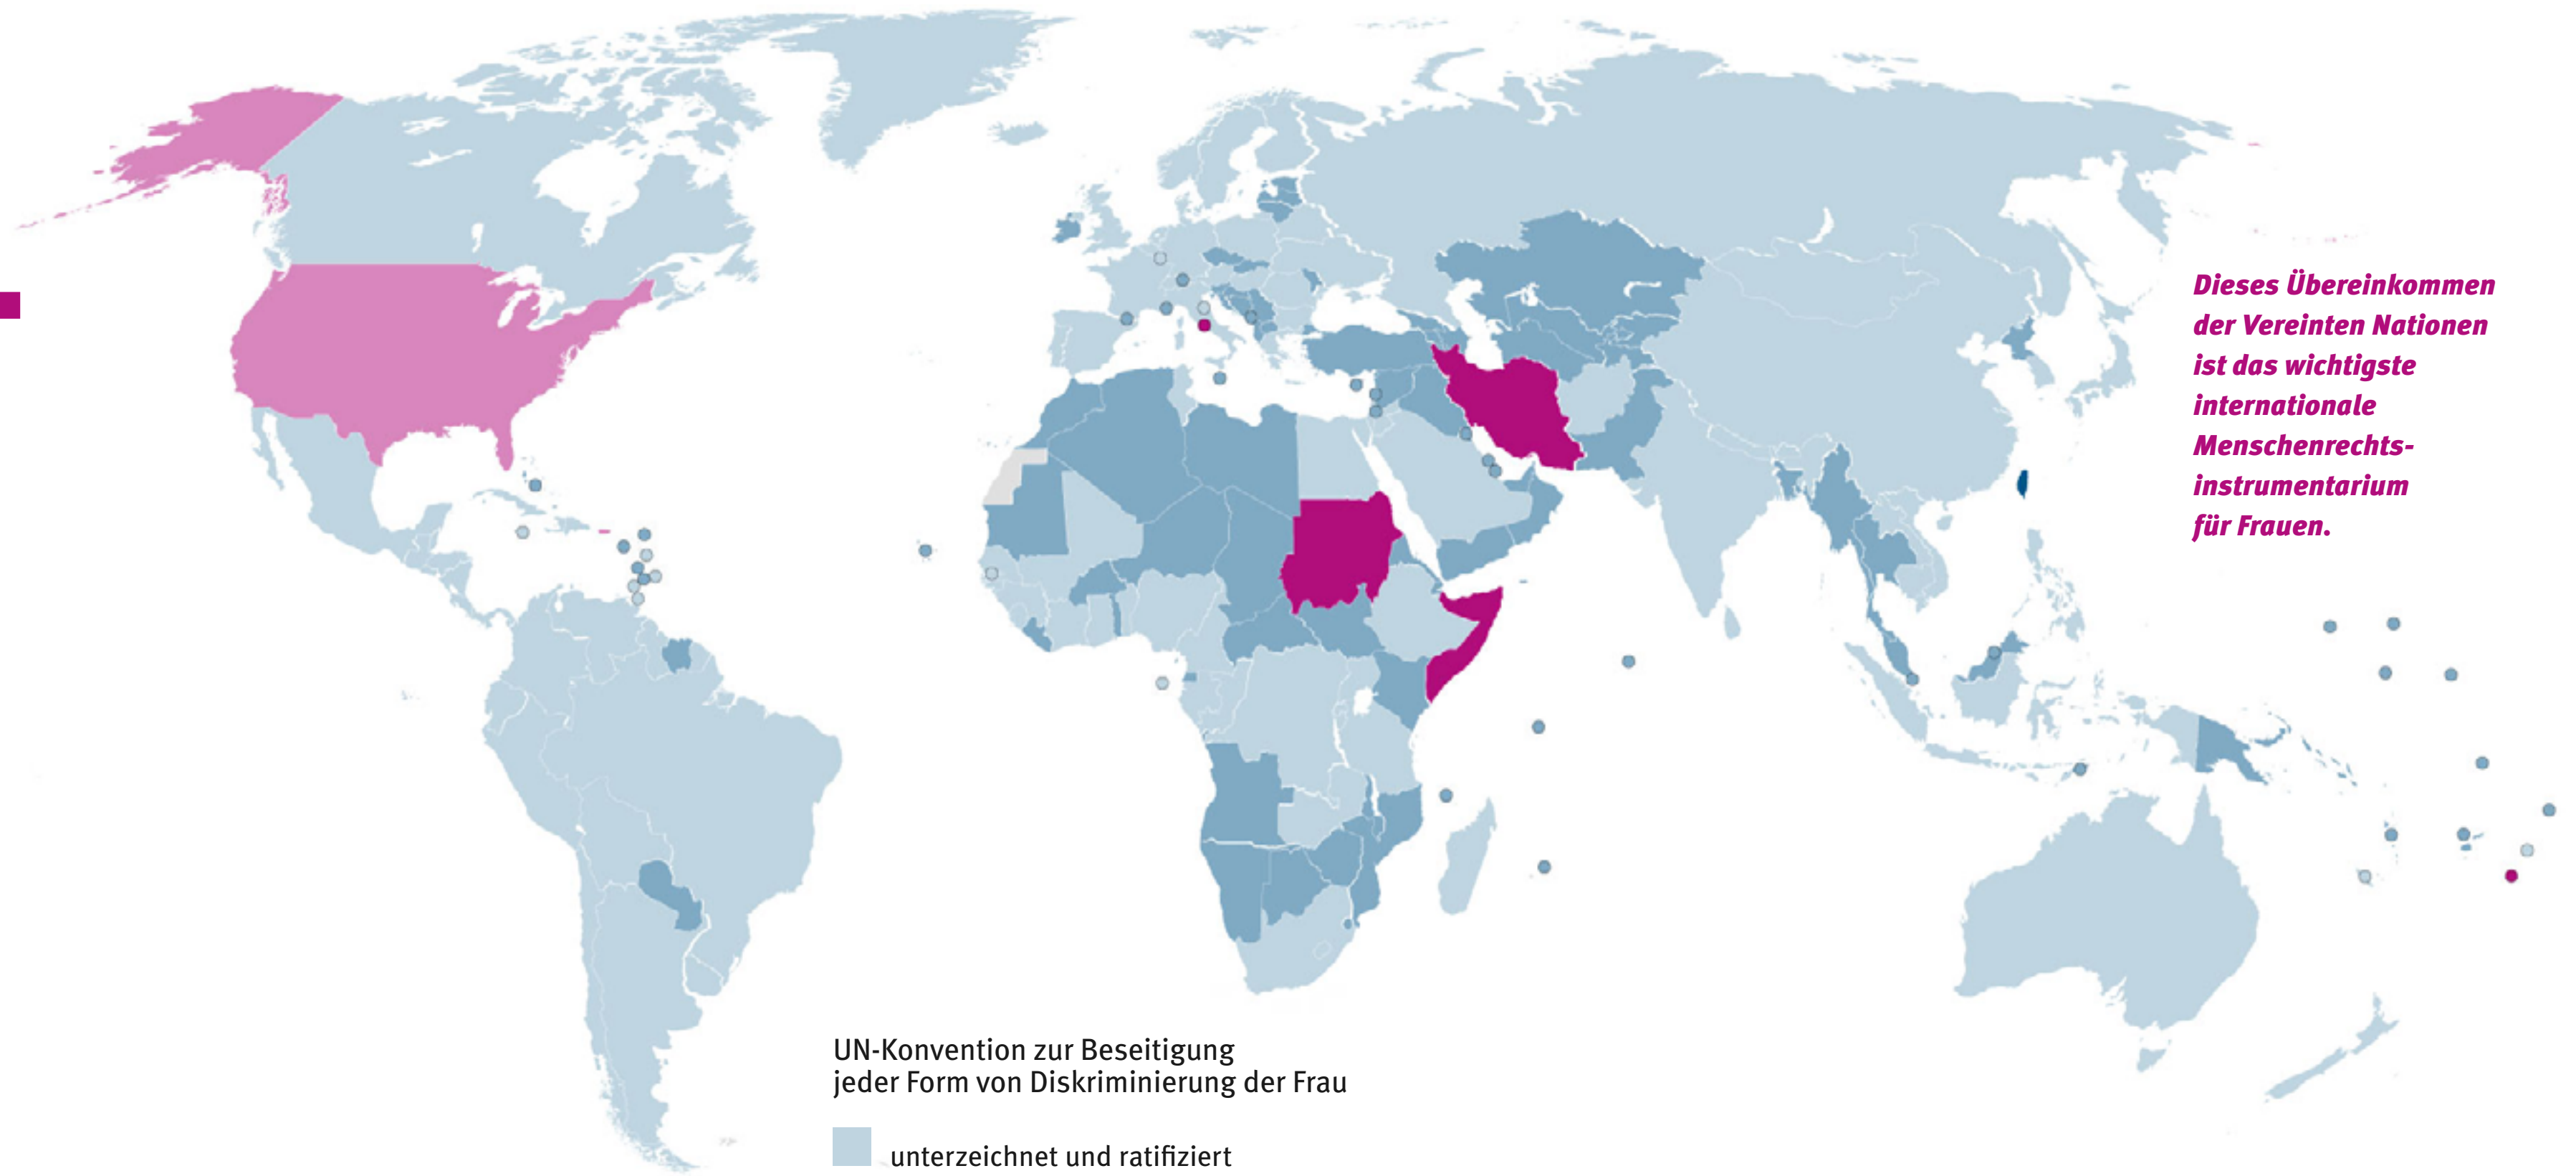 Dieses Übereinkommen
der Vereinten Nationen
ist das wichtigste
internationale
Menschenrechts-
instrumentarium
für Frauen.
UN-Konvention zur Beseitigung
jeder Form von Diskriminierung der Frau
unterzeichnet und ratifiziert